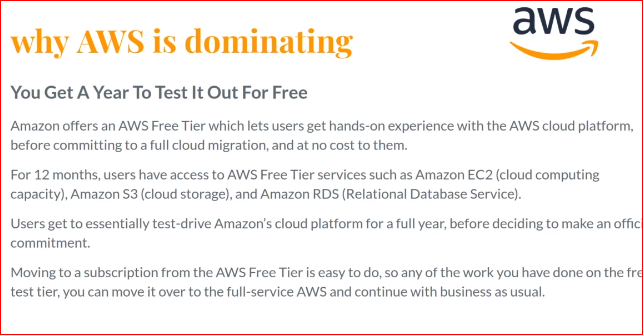 why AWS is dominating
aws
You Get A Year To Test It Out For Free
Amazon offers an AWS Free Tier which lets users get hands-on experience with the AWS cloud platform,
before committing to a full cloud migration, and at no cost to them.
For 12 months, users have access to AWS Free Tier services such as Amazon EC2 (cloud computing
capacity), Amazon S3 (cloud storage), and Amazon RDS (Relational Database Service).
Users get to essentially test-drive Amazon's cloud platform for a full year, before deciding to make an offic
commitment.
Moving to a subscription from the AWS Free Tier is easy to do, so any of the work you have done on the fre
test tier, you can move it over to the full-service AWS and continue with business as usual.